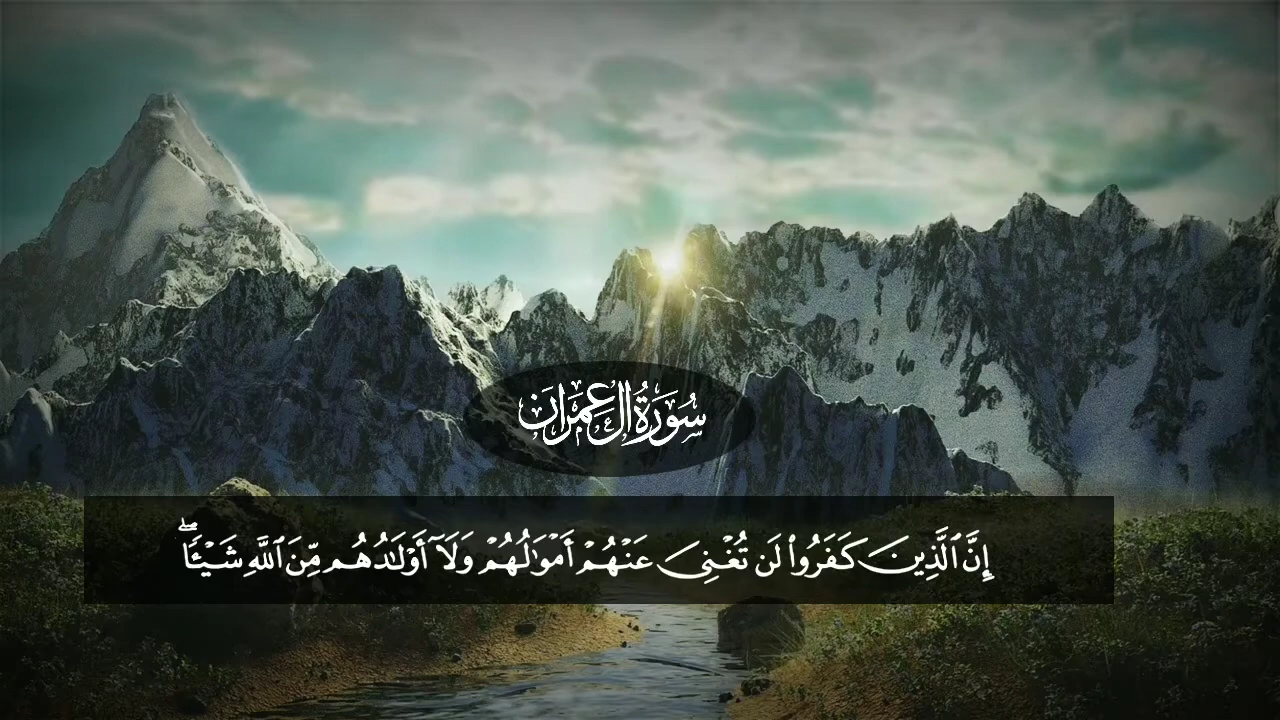 سُورَةُ آلِ عِمْرَان
إِنَّ ٱلَّذِينَ كَفَرُوا۟ لَن تُغْنِىَ عَنْهُمْ أَمْوَٰلُهُمْ وَلَآ أَوْلَـٰدُهُم مِّنَ ٱللَّهِ شَيْـًٔا ۖ